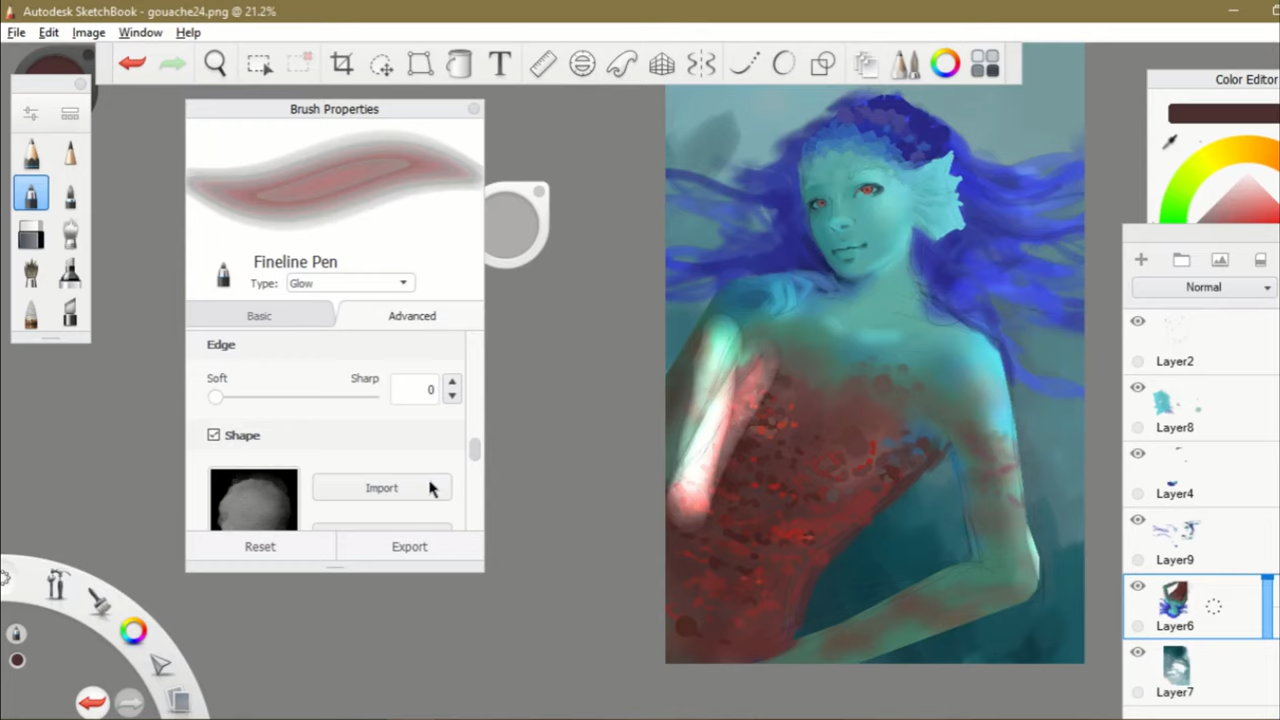 Autodesk SketchBook - gouache24.png @ 21.2%
File Edit Image Window Help
T
Brush Properties
Color Editor
Fineline Pen
Type: Glow
Basic Advanced
Edge
Soft Sharp
0
Shape
Import
Reset Export
Normal
Layer2
Layer8
Layer4
Layer9
Layer6
Layer7